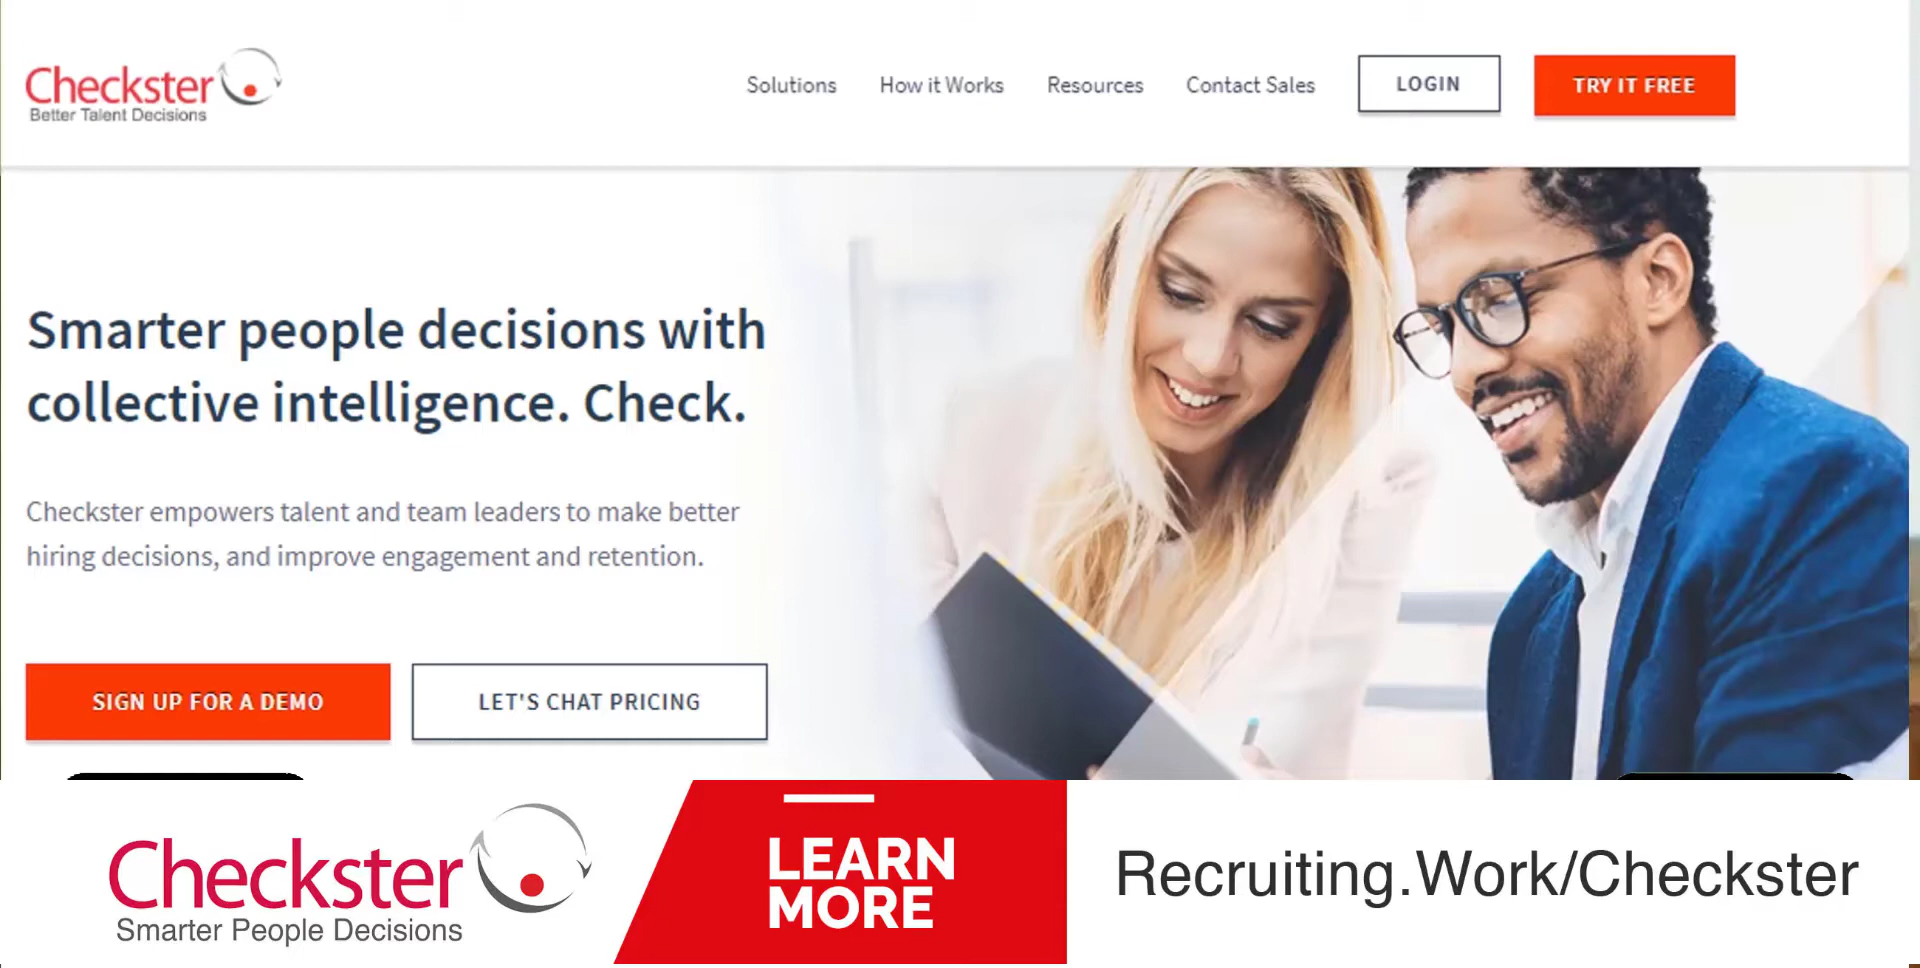 Checkster
Better Talent Decisions
Solutions
How it Works
Resources
Contact Sales
LOGIN
TRY IT FREE
Smarter people decisions with
collective intelligence. Check.
Checkster empowers talent and team leaders to make better
hiring decisions, and improve engagement and retention.
SIGN UP FOR A DEMO
LET'S CHAT PRICING
Checkster
Smarter People Decisions
LEARN
MORE
Recruiting.Work/Checkster